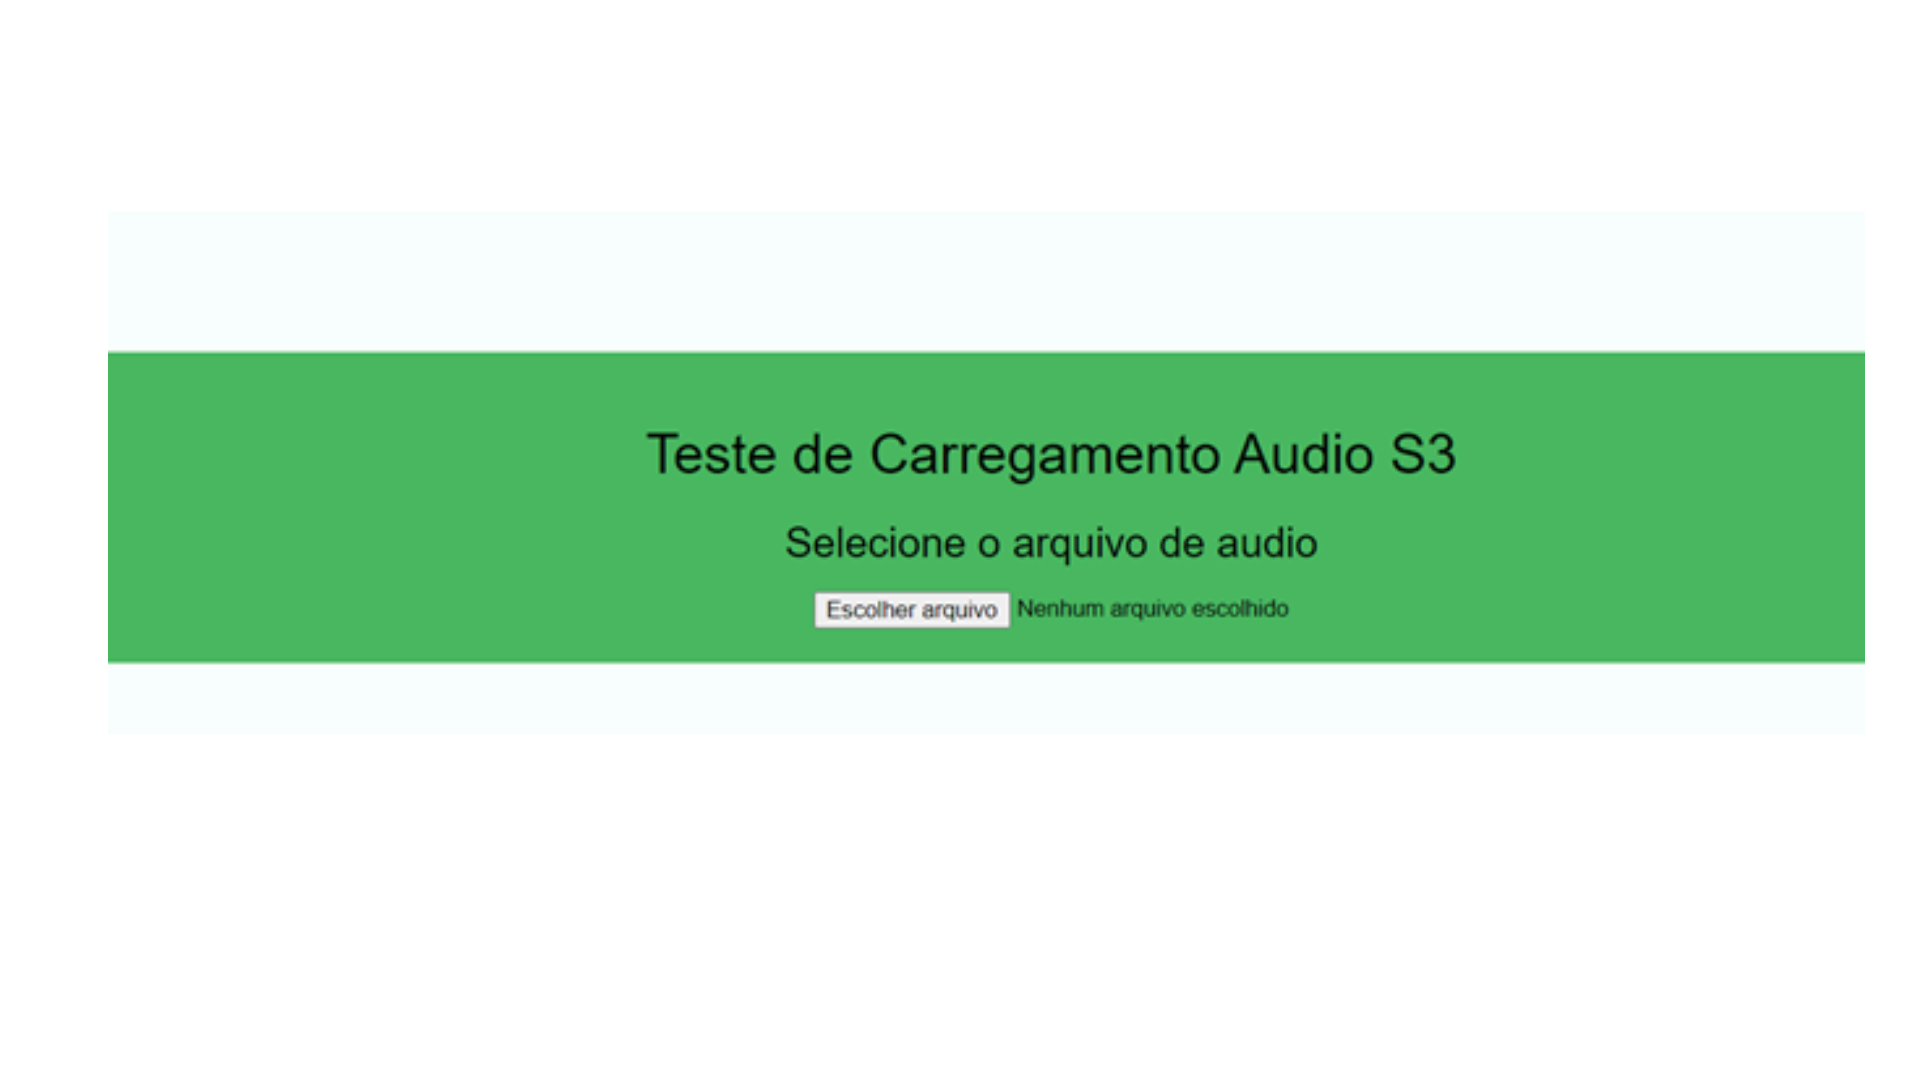 Teste de Carregamento Audio S3
Selecione o arquivo de audio
Escolher arquivo Nenhum arquivo escolhido